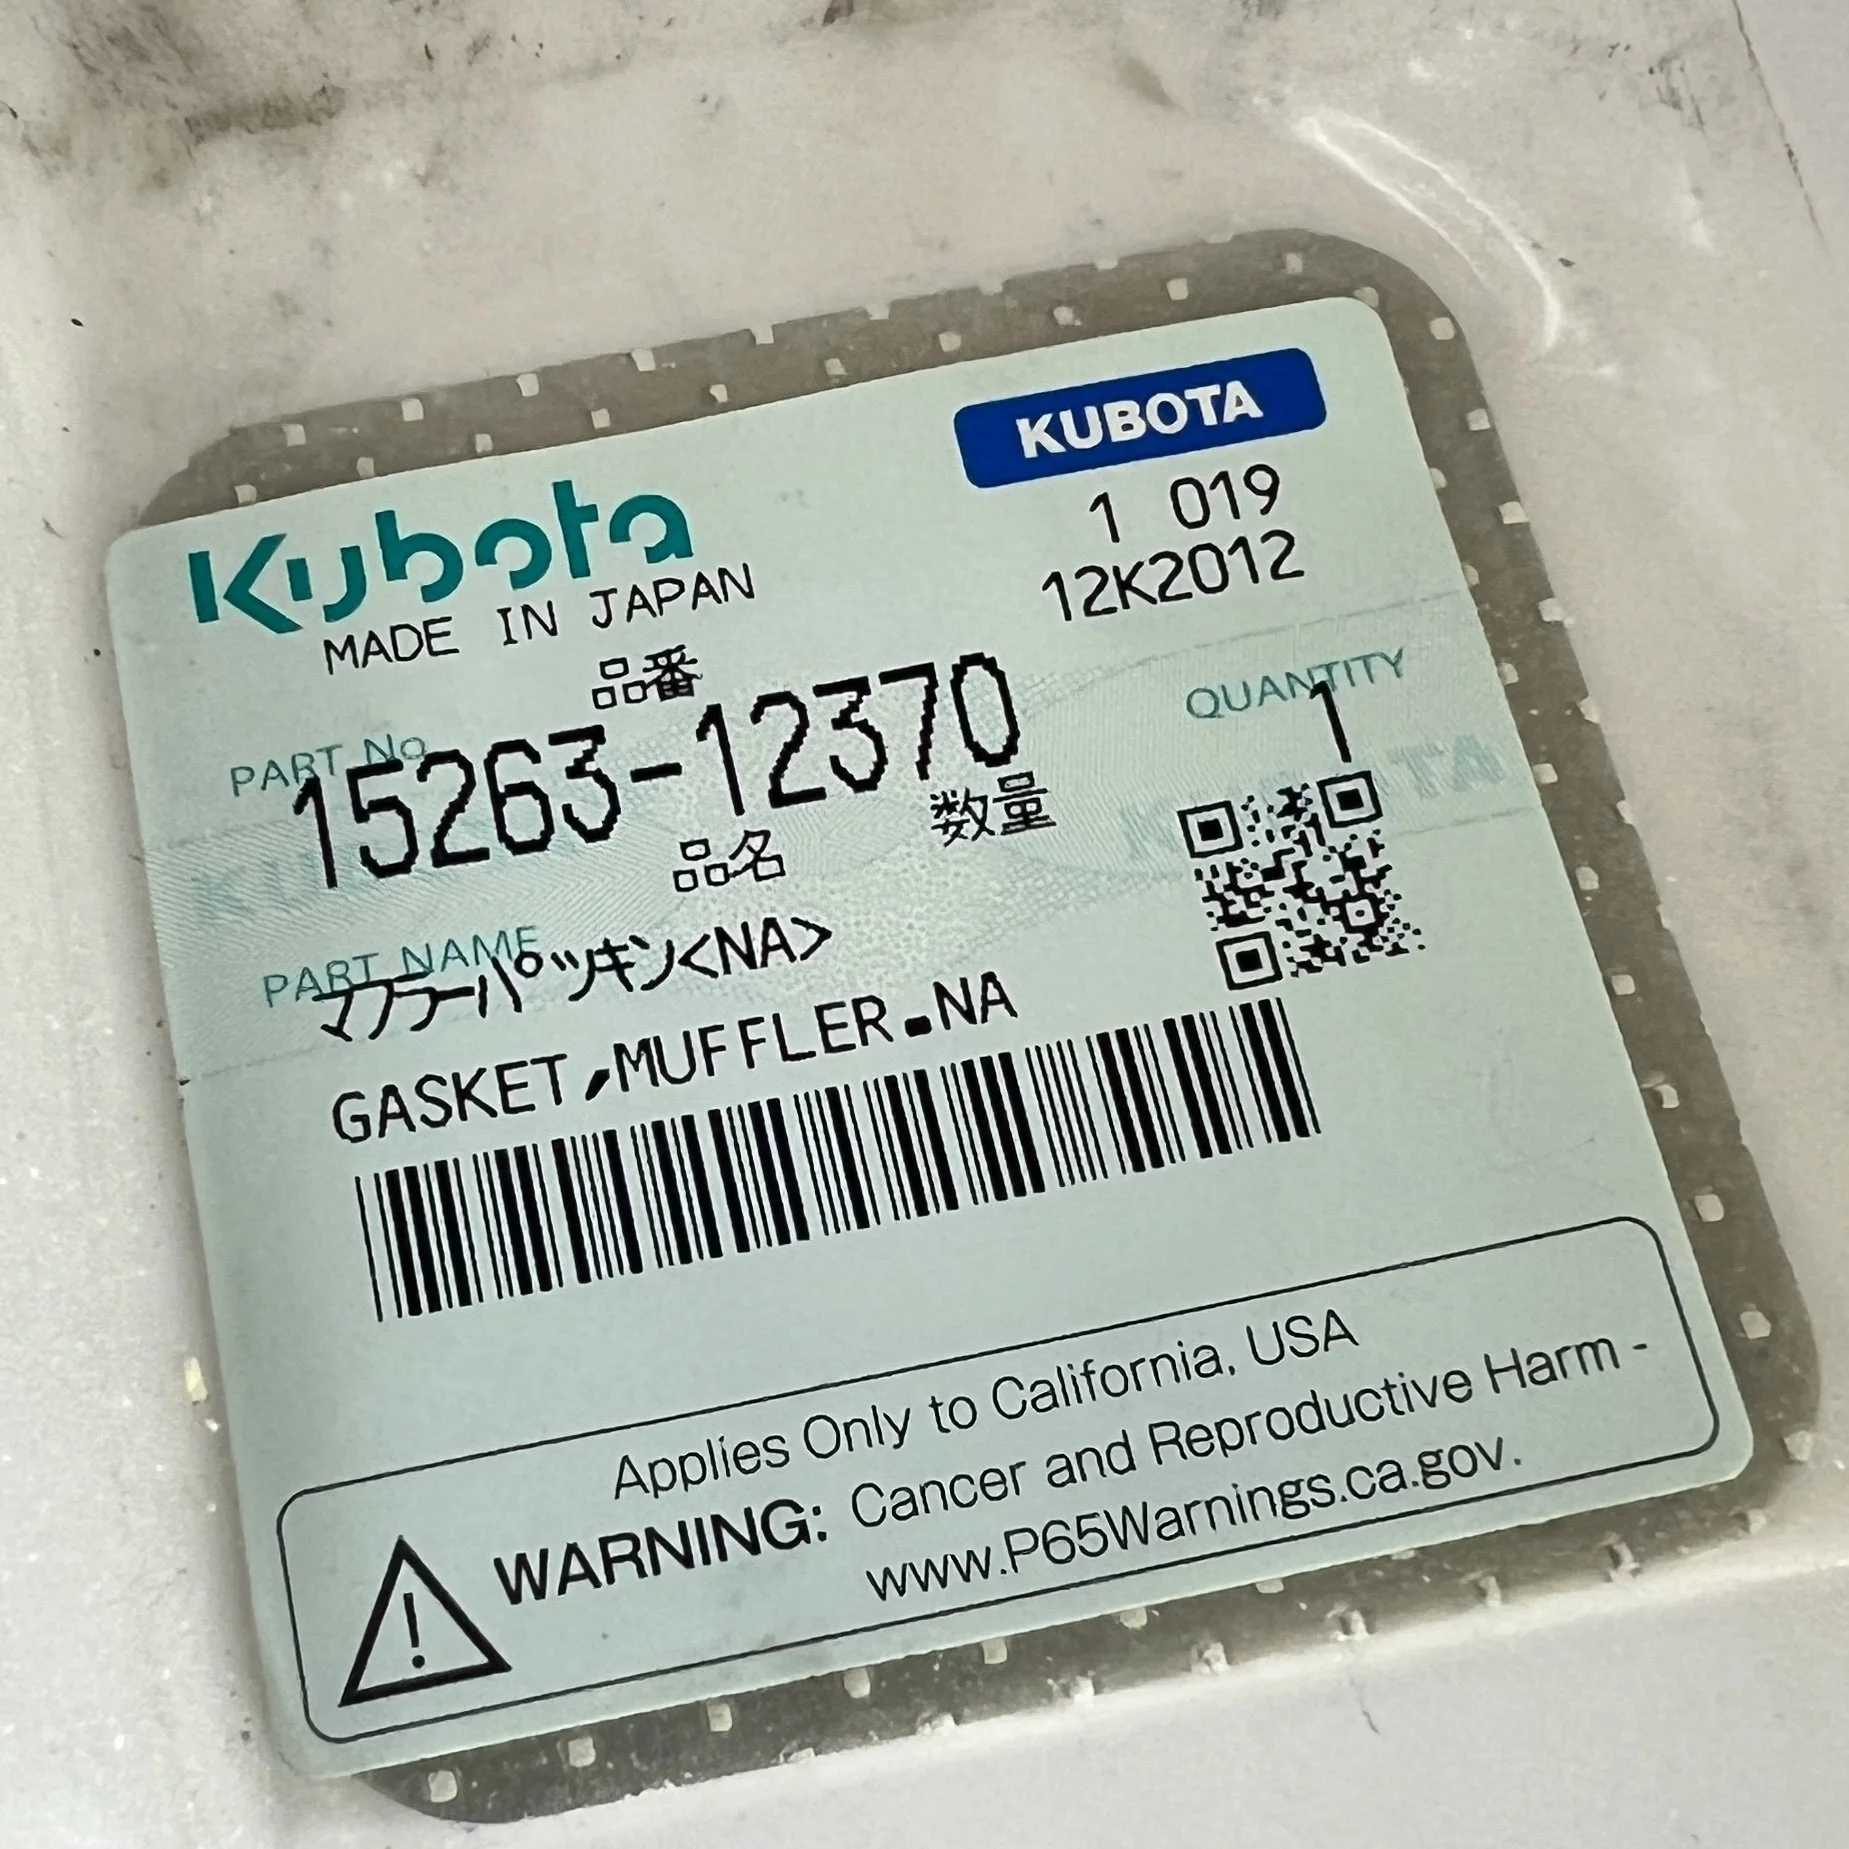 KUBOTA
Kubota
1 019
MADE IN JAPAN
12K2012
品番
PART No.
15263-12370
QUANTITY
1
品名
数量
PART NAME
マフラーパッキン<NA>
GASKET,MUFFLER.NA
KUBOTA
Applies Only to California, USA
WARNING: Cancer and Reproductive Harm -
www.P65Warnings.ca.gov.